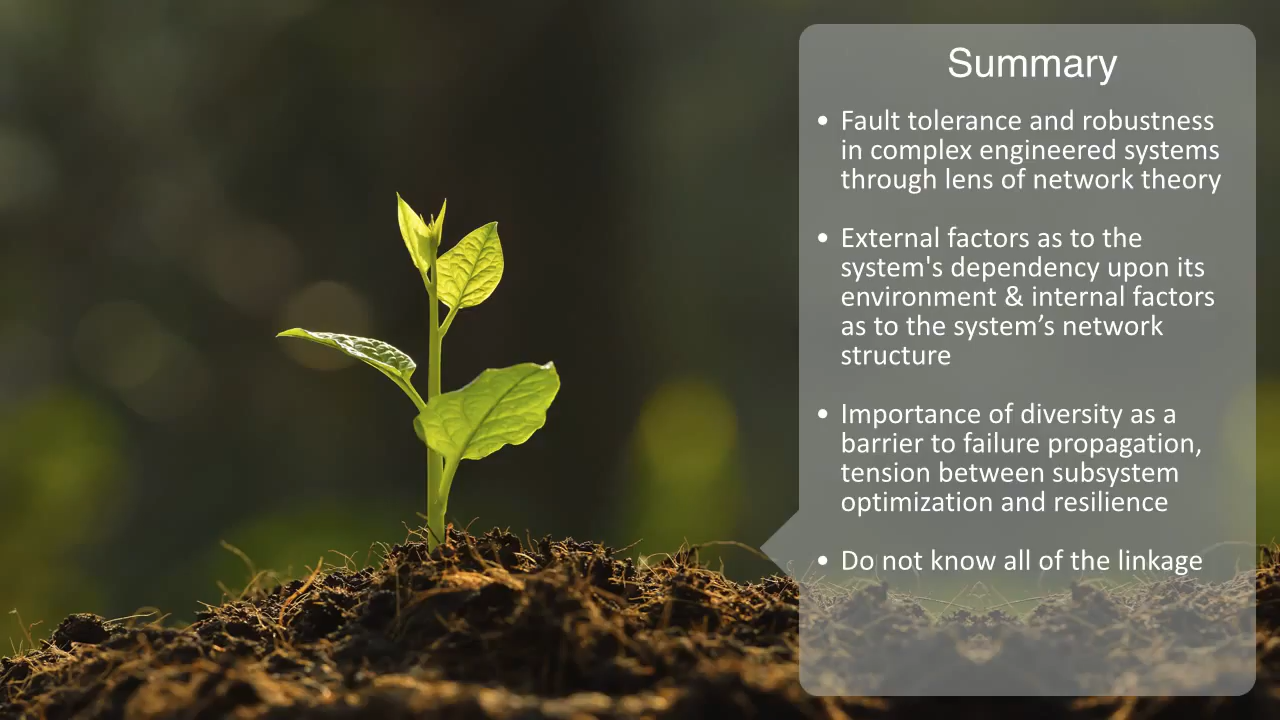 Summary
• Fault tolerance and robustness
in complex engineered systems
through lens of network theory
• External factors as to the
system's dependency upon its
environment & internal factors
as to the system’s network
structure
• Importance of diversity as a
barrier to failure propagation,
tension between subsystem
optimization and resilience
• Do not know all of the linkage